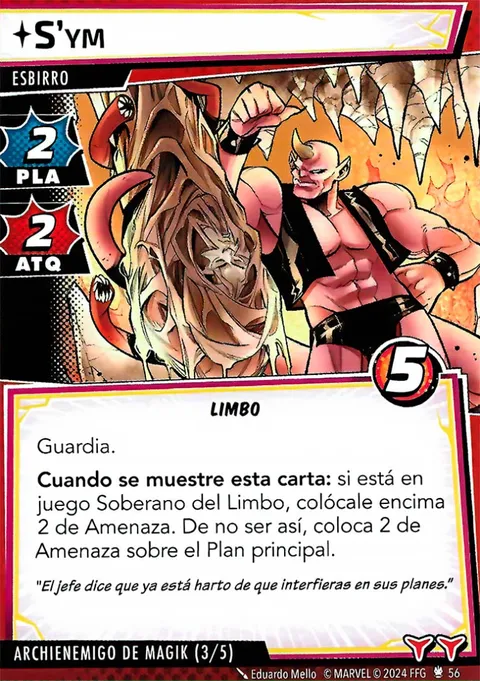 S'YM
ESBIRRO
2
PLA
2
ATQ
5
LIMBO
Guardia.
Cuando se muestre esta carta: si está en
juego Soberano del Limbo, colócale encima
2 de Amenaza. De no ser así, coloca 2 de
Amenaza sobre el Plan principal.
"El jefe dice que ya está harto de que interfieras en sus planes."
ARCHIENEMIGO DE MAGIK (3/5)
Eduardo Mello © MARVEL © 2024 FFG 56